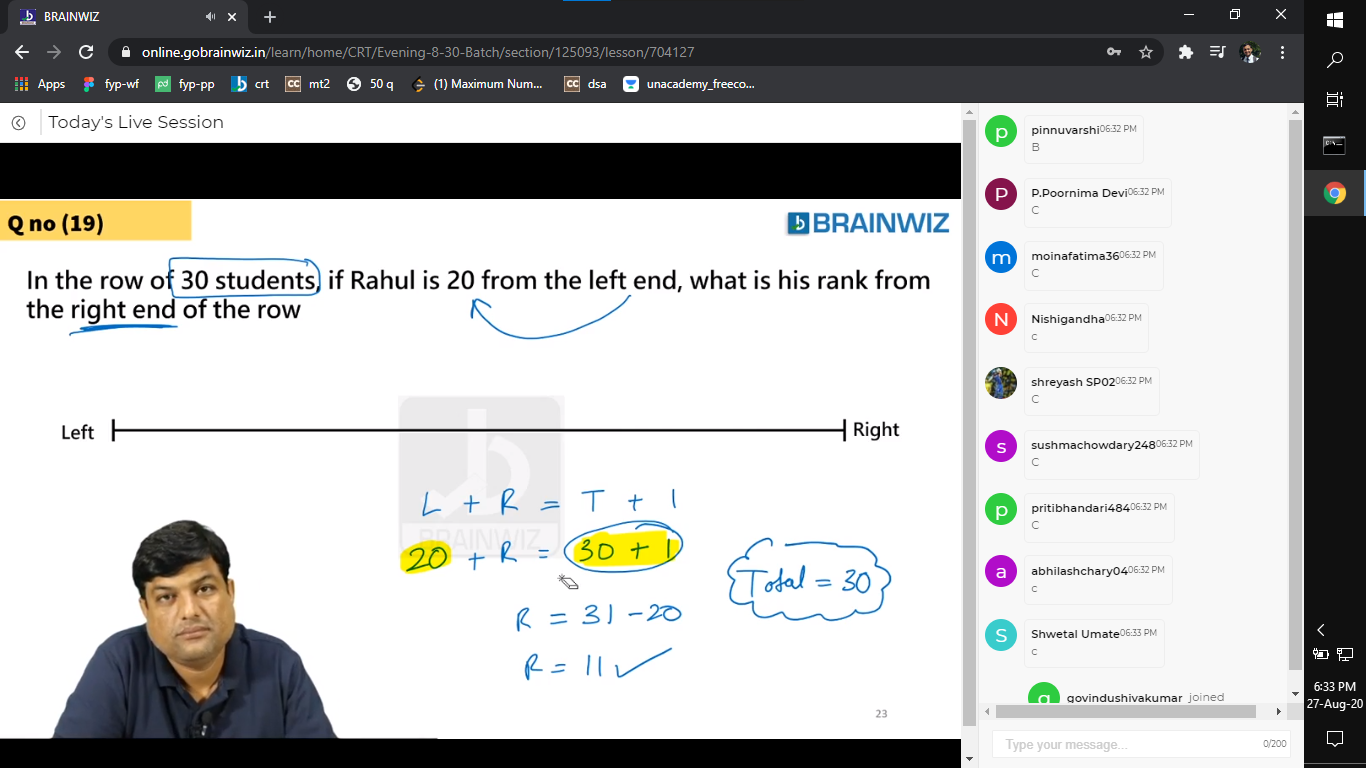 BRAINWIZ
online.gobrainwiz.in/learn/home/CRT/Evening-8-30-Batch/section/125093/lesson/704127
Apps fyp-wf fyp-pp crt mt2 50 q (1) Maximum Num... dsa unacademy_freeco...
Today's Live Session
Q no (19)
BRAINWIZ
In the row of 30 students, if Rahul is 20 from the left end, what is his rank from
the right end of the row
Left
Right
BRAINWIZ
L + R = T + 1
20 + R = 30 + 1
R = 31 - 20
R = 11
Total = 30
23
pinnuvarshi 06:32 PM
B
P.Poornima Devi 06:32 PM
C
moinafatima36 06:32 PM
C
Nishigandha 06:32 PM
c
shreyash SP02 06:32 PM
C
sushmachowdary248 06:32 PM
C
pritibhandari484 06:32 PM
C
abhilashchary04 06:32 PM
c
Shwetal Umate 06:33 PM
c
govindushivakumar joined
Type your message...
0/200
6:33 PM
27-Aug-20